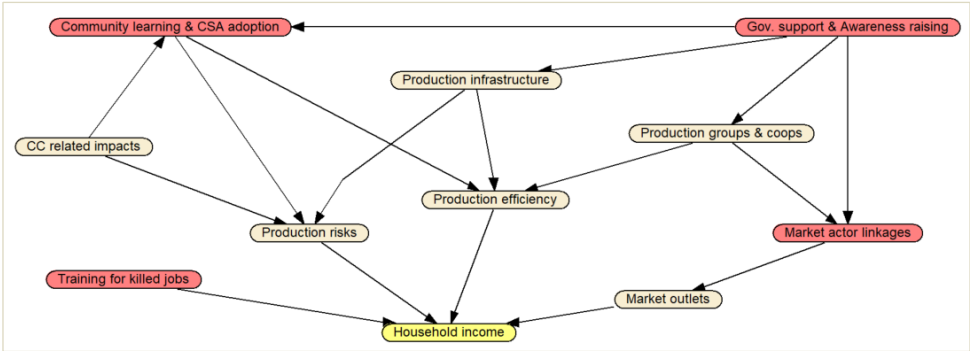 Community learning & CSA adoption
Gov. support & Awareness raising
Production infrastructure
CC related impacts
Production groups & coops
Production efficiency
Production risks
Market actor linkages
Training for killed jobs
Market outlets
Household income